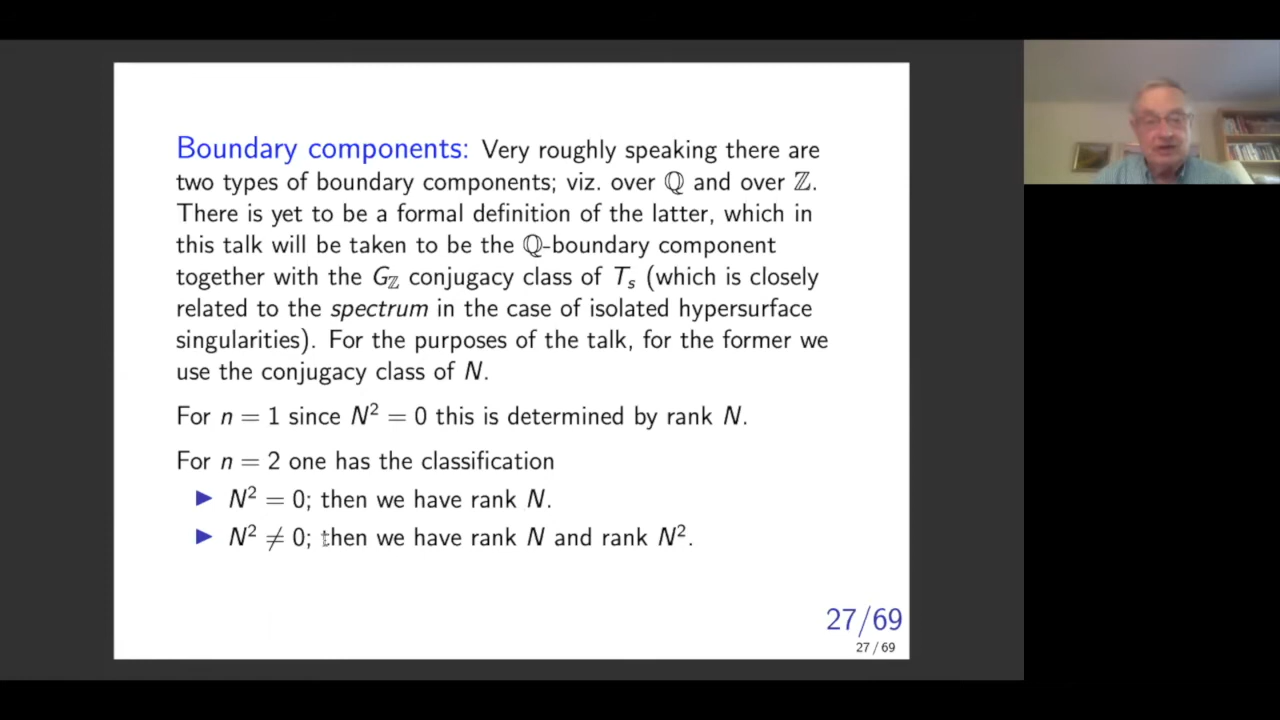 Boundary components: Very roughly speaking there are
two types of boundary components; viz. over ℚ and over ℤ.
There is yet to be a formal definition of the latter, which in
this talk will be taken to be the ℚ-boundary component
together with the G_ℤ conjugacy class of T_s (which is closely
related to the spectrum in the case of isolated hypersurface
singularities). For the purposes of the talk, for the former we
use the conjugacy class of N.
For n = 1 since N² = 0 this is determined by rank N.
For n = 2 one has the classification
▶ N² = 0; then we have rank N.
▶ N² ≠ 0; then we have rank N and rank N².
27/69
27 / 69